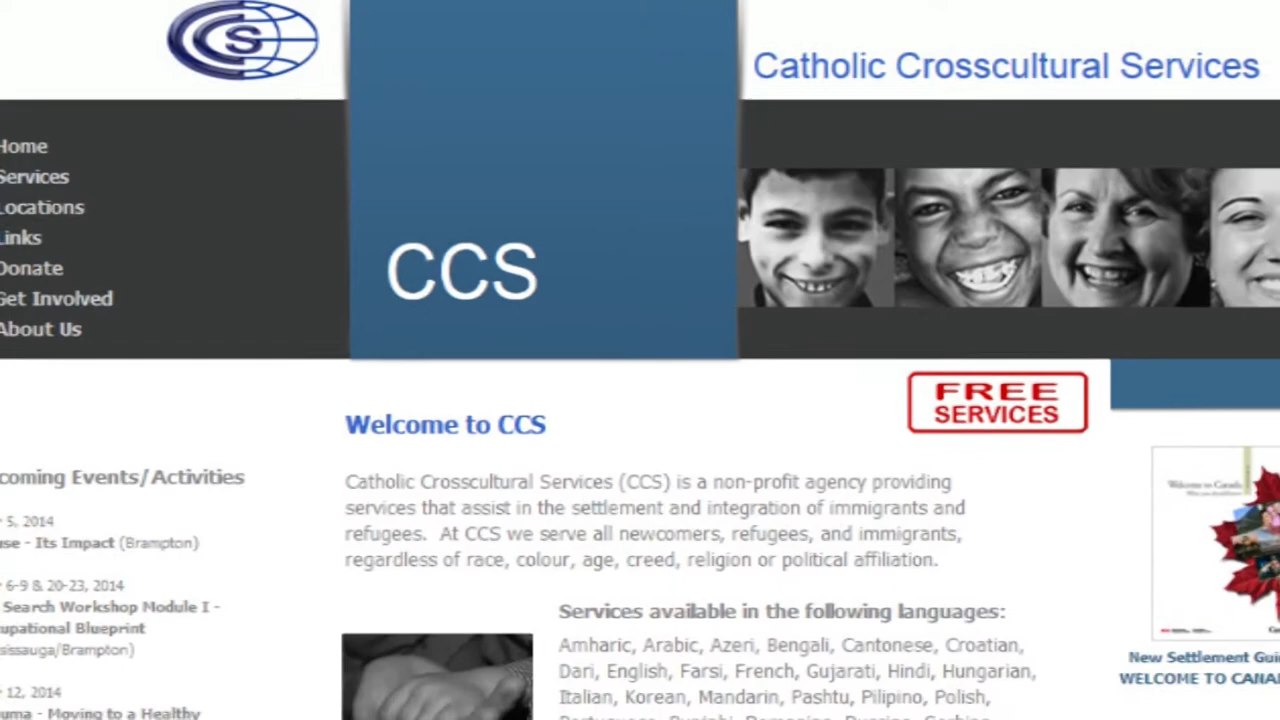 CCS
Catholic Crosscultural Services
Home
Services
Locations
Links
Donate
Get Involved
About Us
CCS
FREE
SERVICES
Welcome to CCS
Catholic Crosscultural Services (CCS) is a non-profit agency providing
services that assist in the settlement and integration of immigrants and
refugees. At CCS we serve all newcomers, refugees, and immigrants,
regardless of race, colour, age, creed, religion or political affiliation.
coming Events/Activities
5, 2014
use - Its Impact (Brampton)
6-9 & 20-23, 2014
Search Workshop Module I -
upational Blueprint
sissauga/Brampton)
12, 2014
uma - Moving to a Healthy
Services available in the following languages:
Amharic, Arabic, Azeri, Bengali, Cantonese, Croatian,
Dari, English, Farsi, French, Gujarati, Hindi, Hungarian,
Italian, Korean, Mandarin, Pashtu, Pilipino, Polish,
Welcome to Canada
New Settlement Gui
WELCOME TO CANA